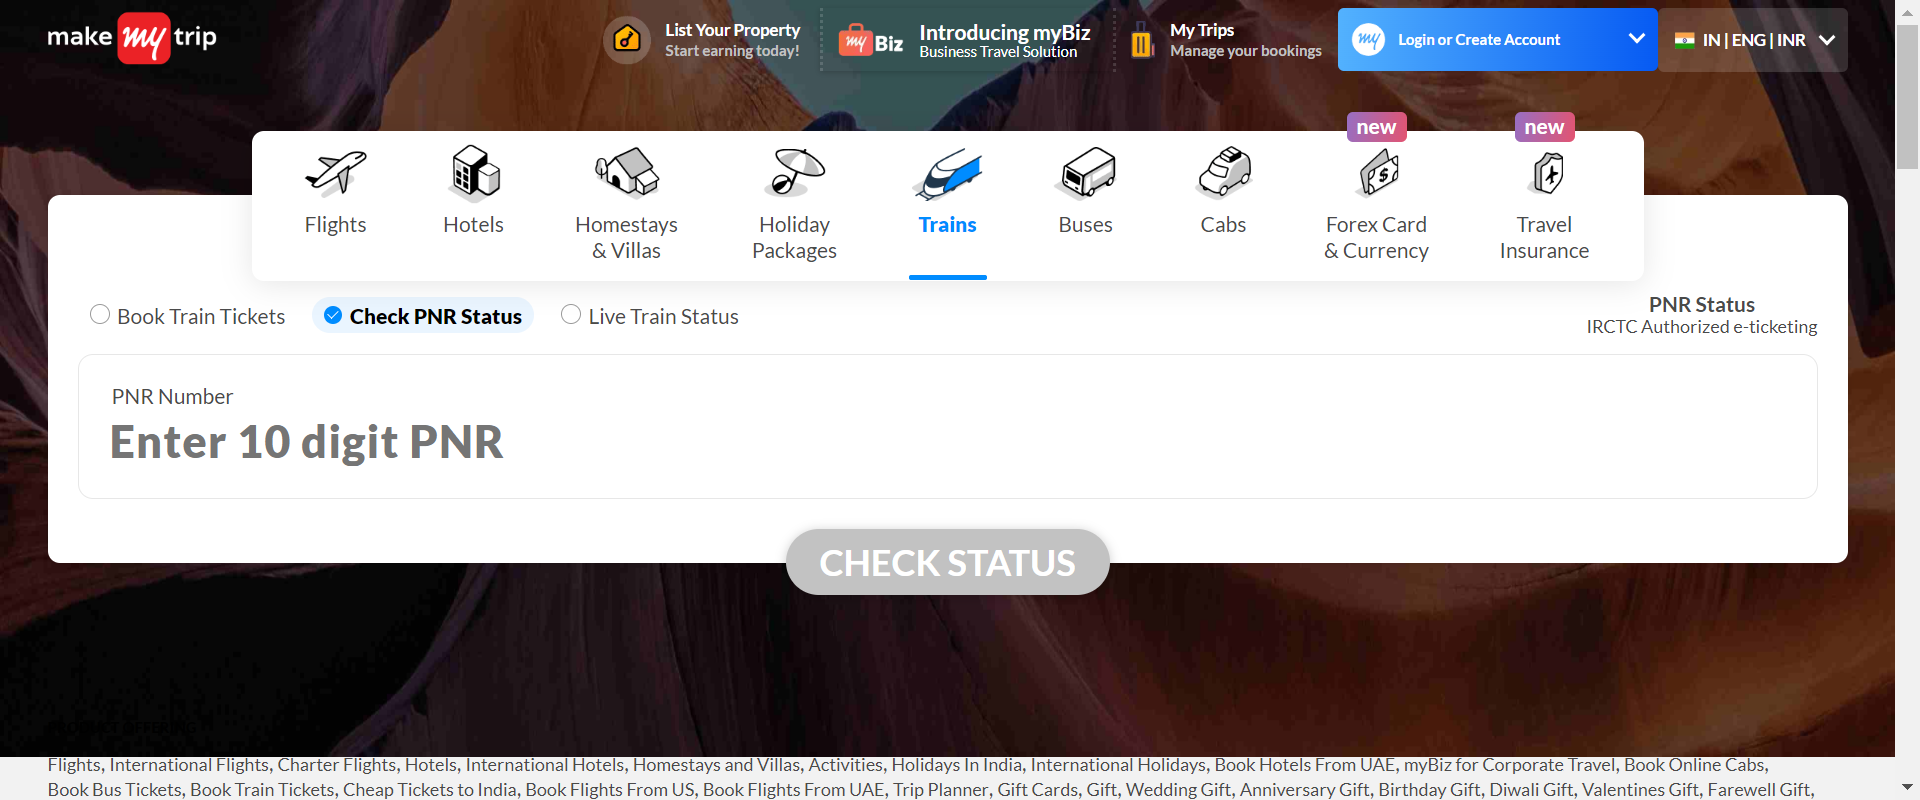 make my trip
List Your Property
Start earning today!
my Biz
Introducing myBiz
Business Travel Solution
My Trips
Manage your bookings
my
Login or Create Account
IN | ENG | INR
new
new
Flights
Hotels
Homestays
& Villas
Holiday
Packages
Trains
Buses
Cabs
Forex Card
& Currency
Travel
Insurance
Book Train Tickets
Check PNR Status
Live Train Status
PNR Status
IRCTC Authorized e-ticketing
PNR Number
Enter 10 digit PNR
CHECK STATUS
PRODUCT OFFERING
Flights, International Flights, Charter Flights, Hotels, International Hotels, Homestays and Villas, Activities, Holidays In India, International Holidays, Book Hotels From UAE, myBiz for Corporate Travel, Book Online Cabs,
Book Bus Tickets, Book Train Tickets, Cheap Tickets to India, Book Flights From US, Book Flights From UAE, Trip Planner, Gift Cards, Gift, Wedding Gift, Anniversary Gift, Birthday Gift, Diwali Gift, Valentines Gift, Farewell Gift,